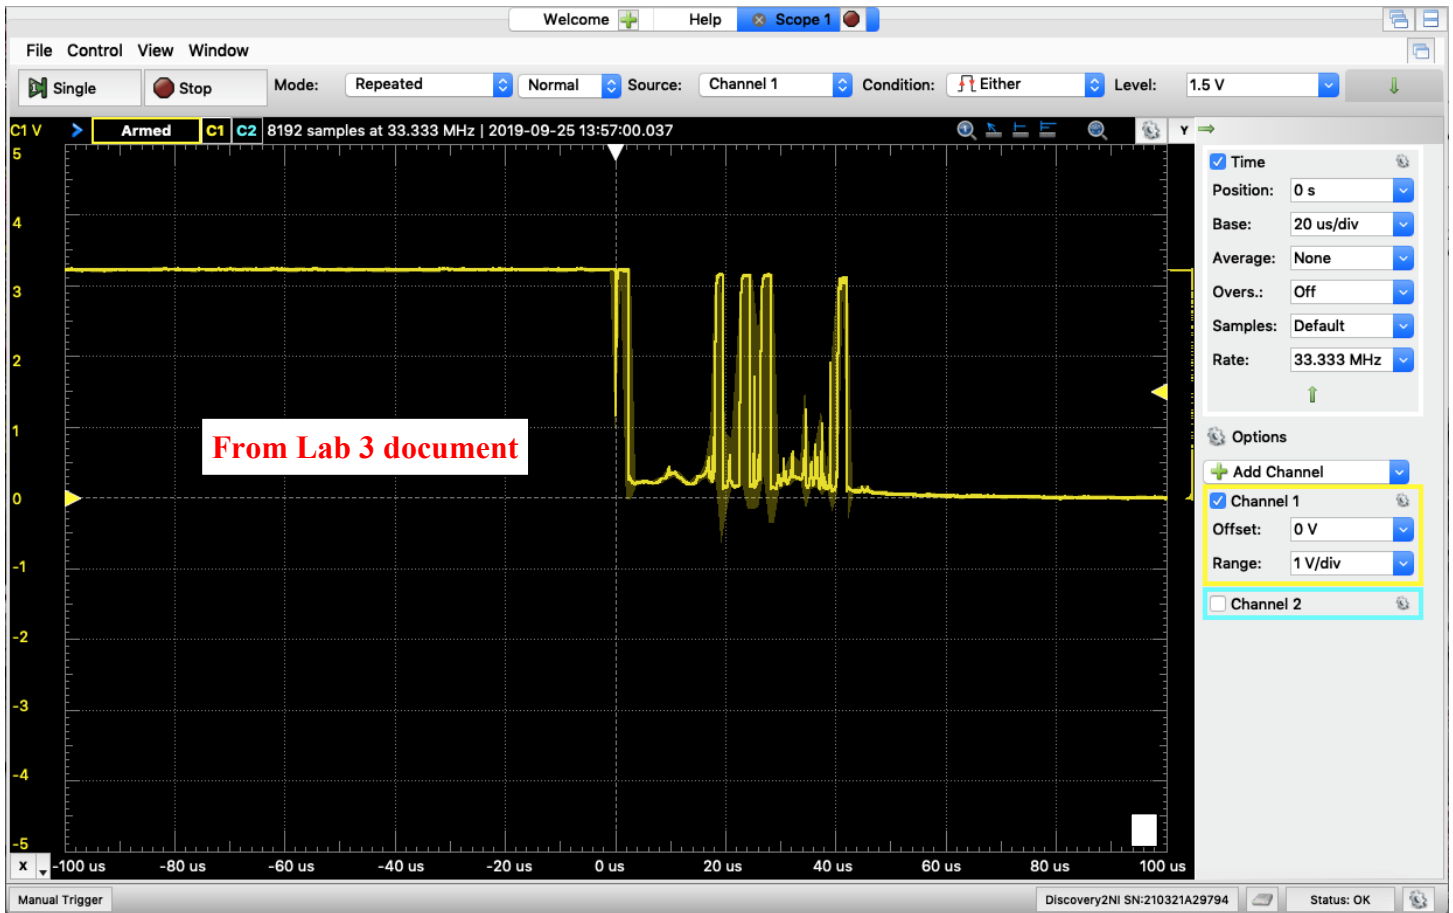 Welcome Help Scope 1
File Control View Window
Single Stop Mode: Repeated Normal Source: Channel 1 Condition: Either Level: 1.5 V
C1 V Armed C1 C2 8192 samples at 33.333 MHz | 2019-09-25 13:57:00.037 Y
5
4
3
2
1
0
-1
-2
-3
-4
-5
From Lab 3 document
X -100 us -80 us -60 us -40 us -20 us 0 us 20 us 40 us 60 us 80 us 100 us
Time
Position: 0 s
Base: 20 us/div
Average: None
Overs.: Off
Samples: Default
Rate: 33.333 MHz
Options
Add Channel
Channel 1
Offset: 0 V
Range: 1 V/div
Channel 2
Manual Trigger Discovery2NI SN:210321A29794 Status: OK